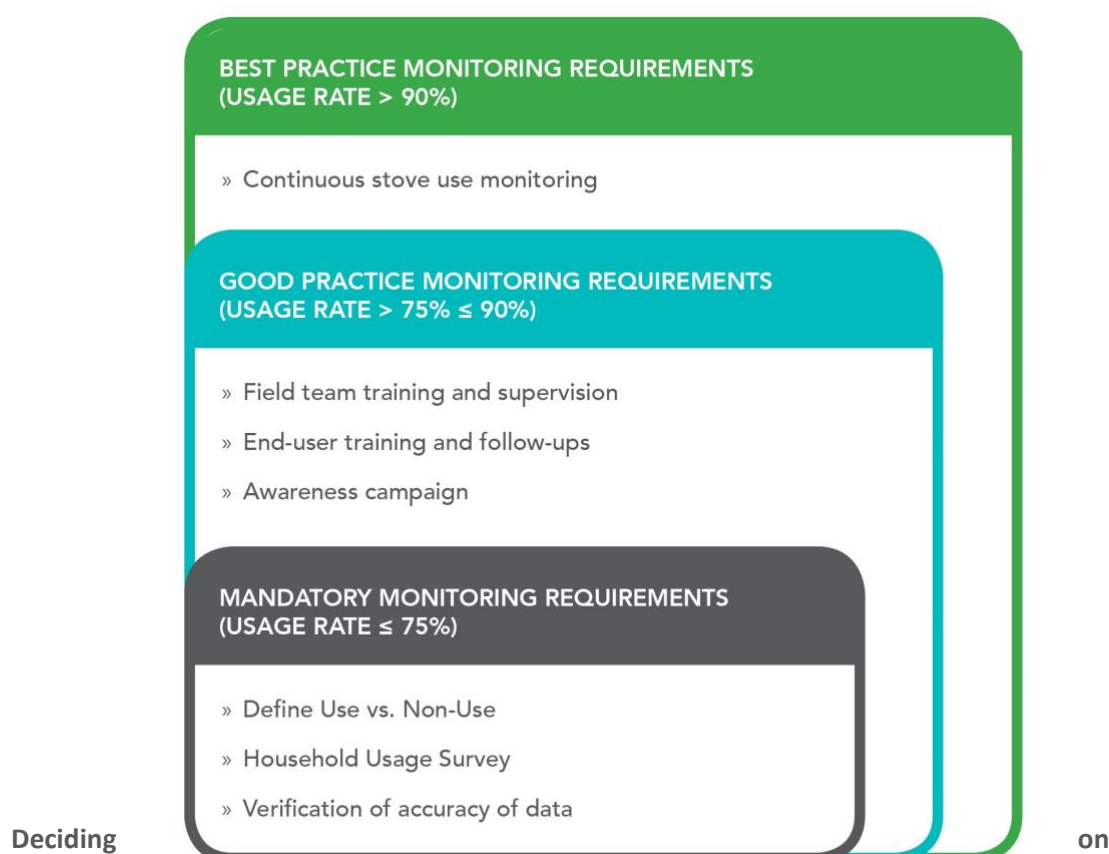 BEST PRACTICE MONITORING REQUIREMENTS
(USAGE RATE > 90%)
» Continuous stove use monitoring
GOOD PRACTICE MONITORING REQUIREMENTS
(USAGE RATE > 75% ≤ 90%)
» Field team training and supervision
» End-user training and follow-ups
» Awareness campaign
MANDATORY MONITORING REQUIREMENTS
(USAGE RATE ≤ 75%)
» Define Use vs. Non-Use
» Household Usage Survey
» Verification of accuracy of data
Deciding on